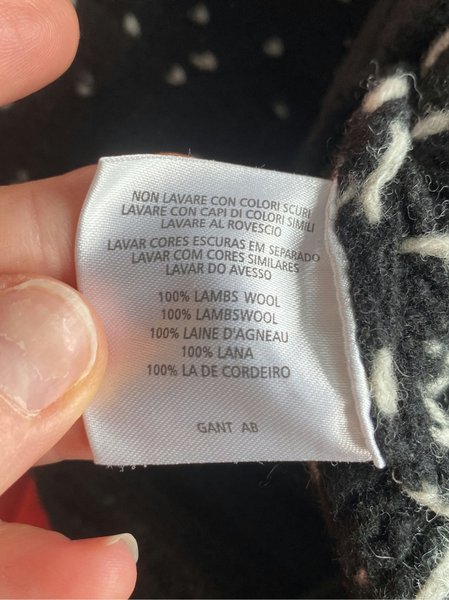 NON LAVARE CON COLORI SCURI
LAVARE CON CAPI DI COLORI SIMILI
LAVARE AL ROVESCIO
LAVAR CORES ESCURAS EM SEPARADO
LAVAR COM CORES SIMILARES
LAVAR DO AVESSO
100% LAMBS WOOL
100% LAMBSWOOL
100% LAINE D'AGNEAU
100% LANA
100% LA DE CORDEIRO
GANT AB